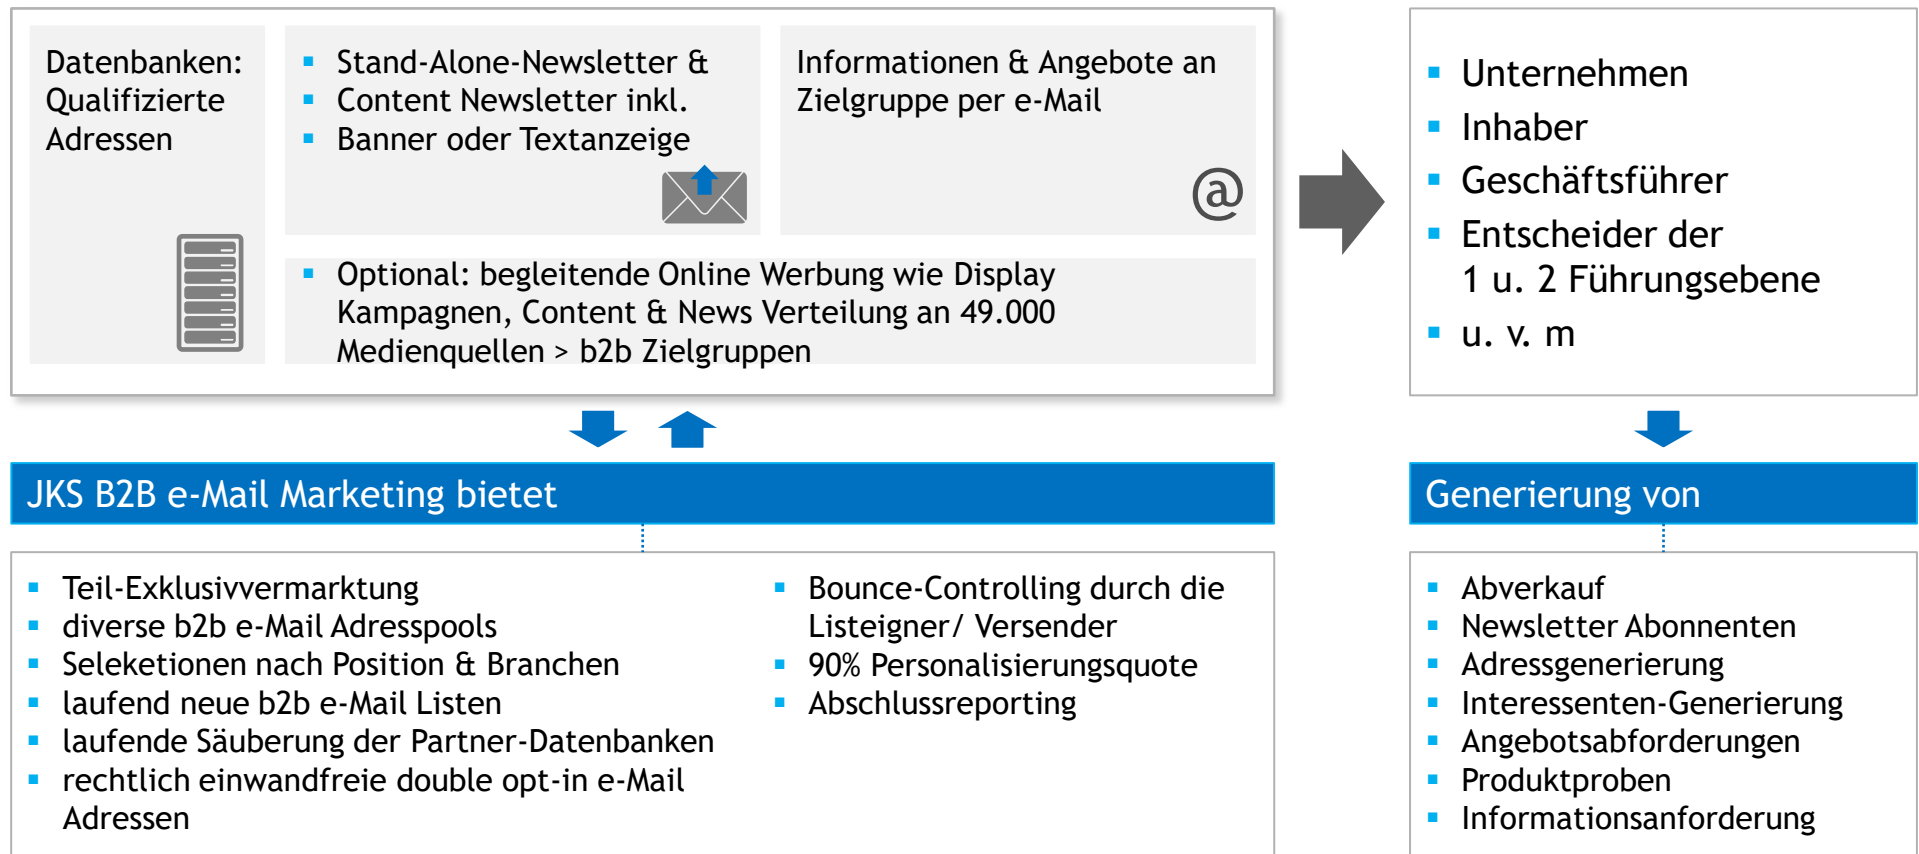 Datenbanken:
Qualifizierte
Adressen
Stand-Alone-Newsletter &
Content Newsletter inkl.
Banner oder Textanzeige
Informationen & Angebote an
Zielgruppe per e-Mail
@
Optional: begleitende Online Werbung wie Display
Kampagnen, Content & News Verteilung an 49.000
Medienquellen > b2b Zielgruppen
Unternehmen
Inhaber
Geschäftsführer
Entscheider der
1 u. 2 Führungsebene
u. v. m
JKS B2B e-Mail Marketing bietet
Teil-Exklusivvermarktung
diverse b2b e-Mail Adresspools
Seleketionen nach Position & Branchen
laufend neue b2b e-Mail Listen
laufende Säuberung der Partner-Datenbanken
rechtlich einwandfreie double opt-in e-Mail
Adressen
Bounce-Controlling durch die
Listeigner/ Versender
90% Personalisierungsquote
Abschlussreporting
Generierung von
Abverkauf
Newsletter Abonnenten
Adressgenerierung
Interessenten-Generierung
Angebotsabforderungen
Produktproben
Informationsanforderung